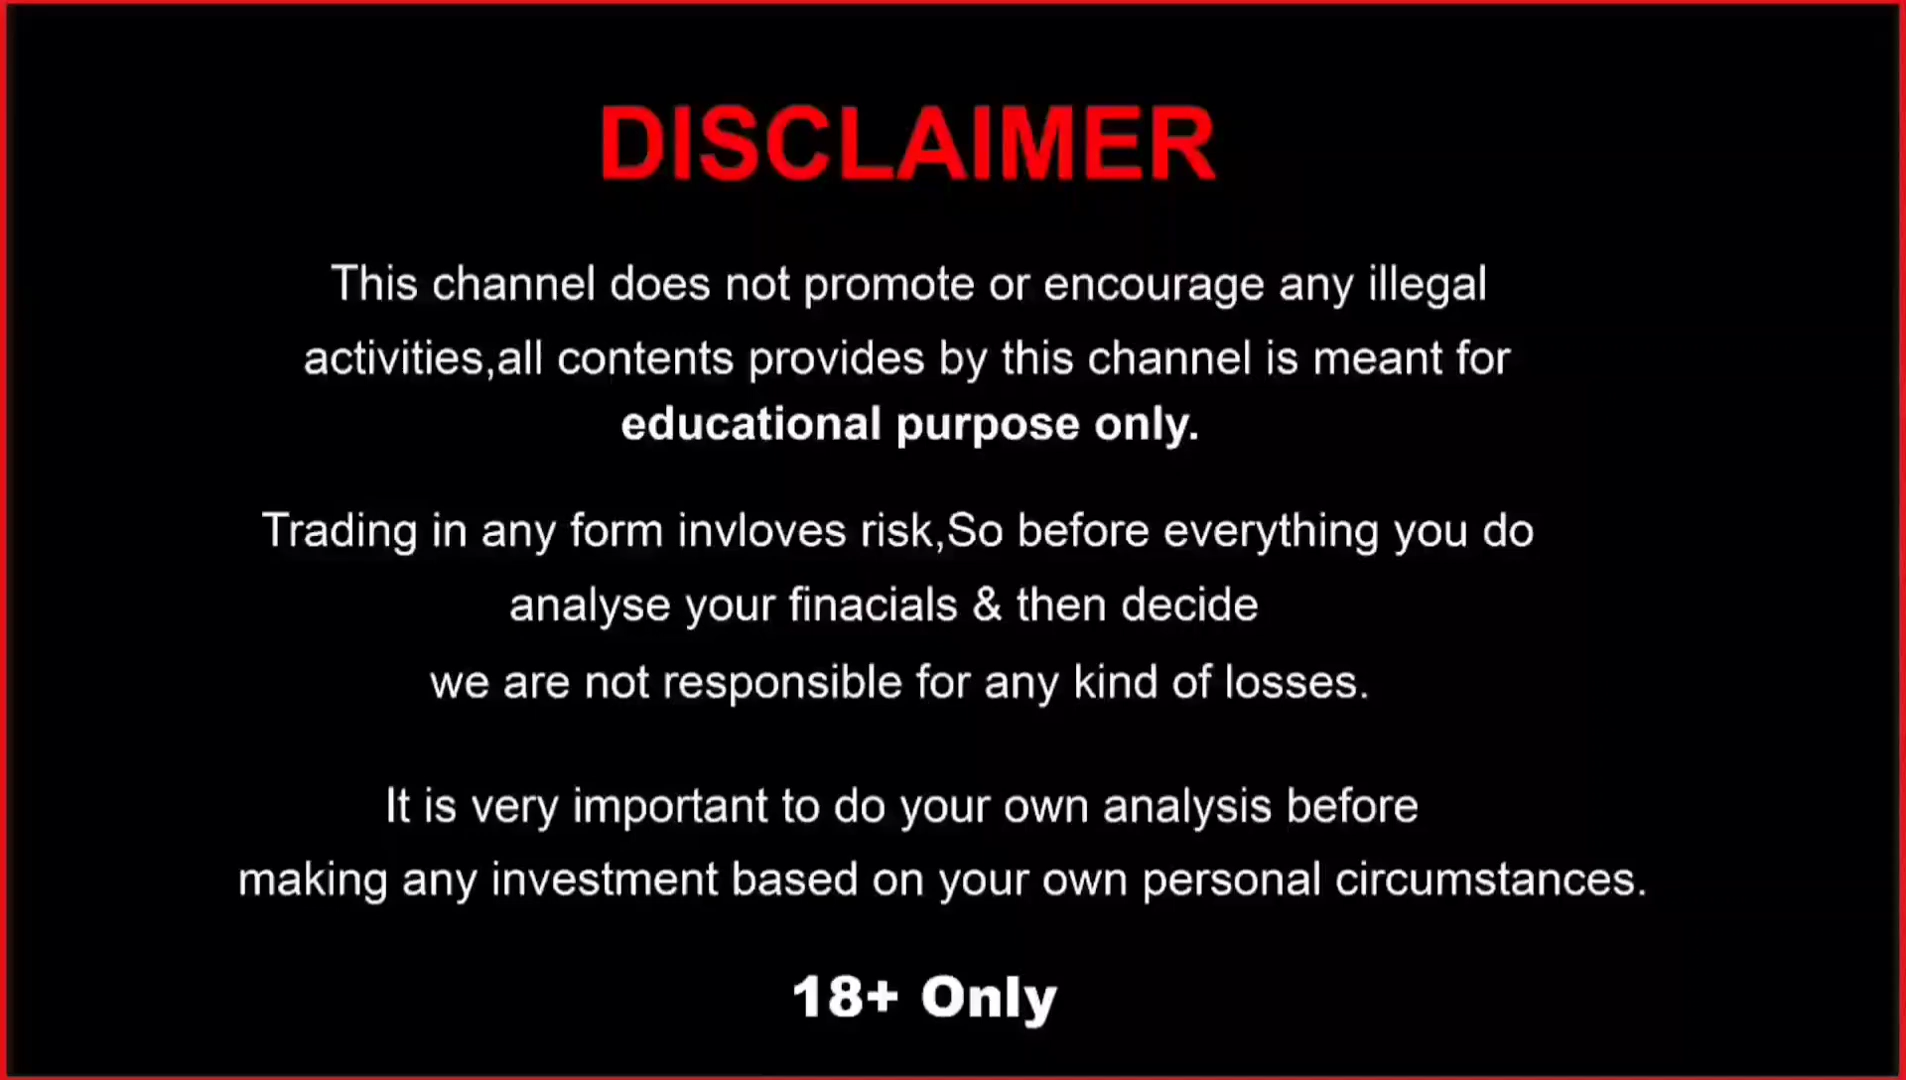 DISCLAIMER
This channel does not promote or encourage any illegal
activities,all contents provides by this channel is meant for
educational purpose only.
Trading in any form invloves risk,So before everything you do
analyse your finacials & then decide
we are not responsible for any kind of losses.
It is very important to do your own analysis before
making any investment based on your own personal circumstances.
18+ Only